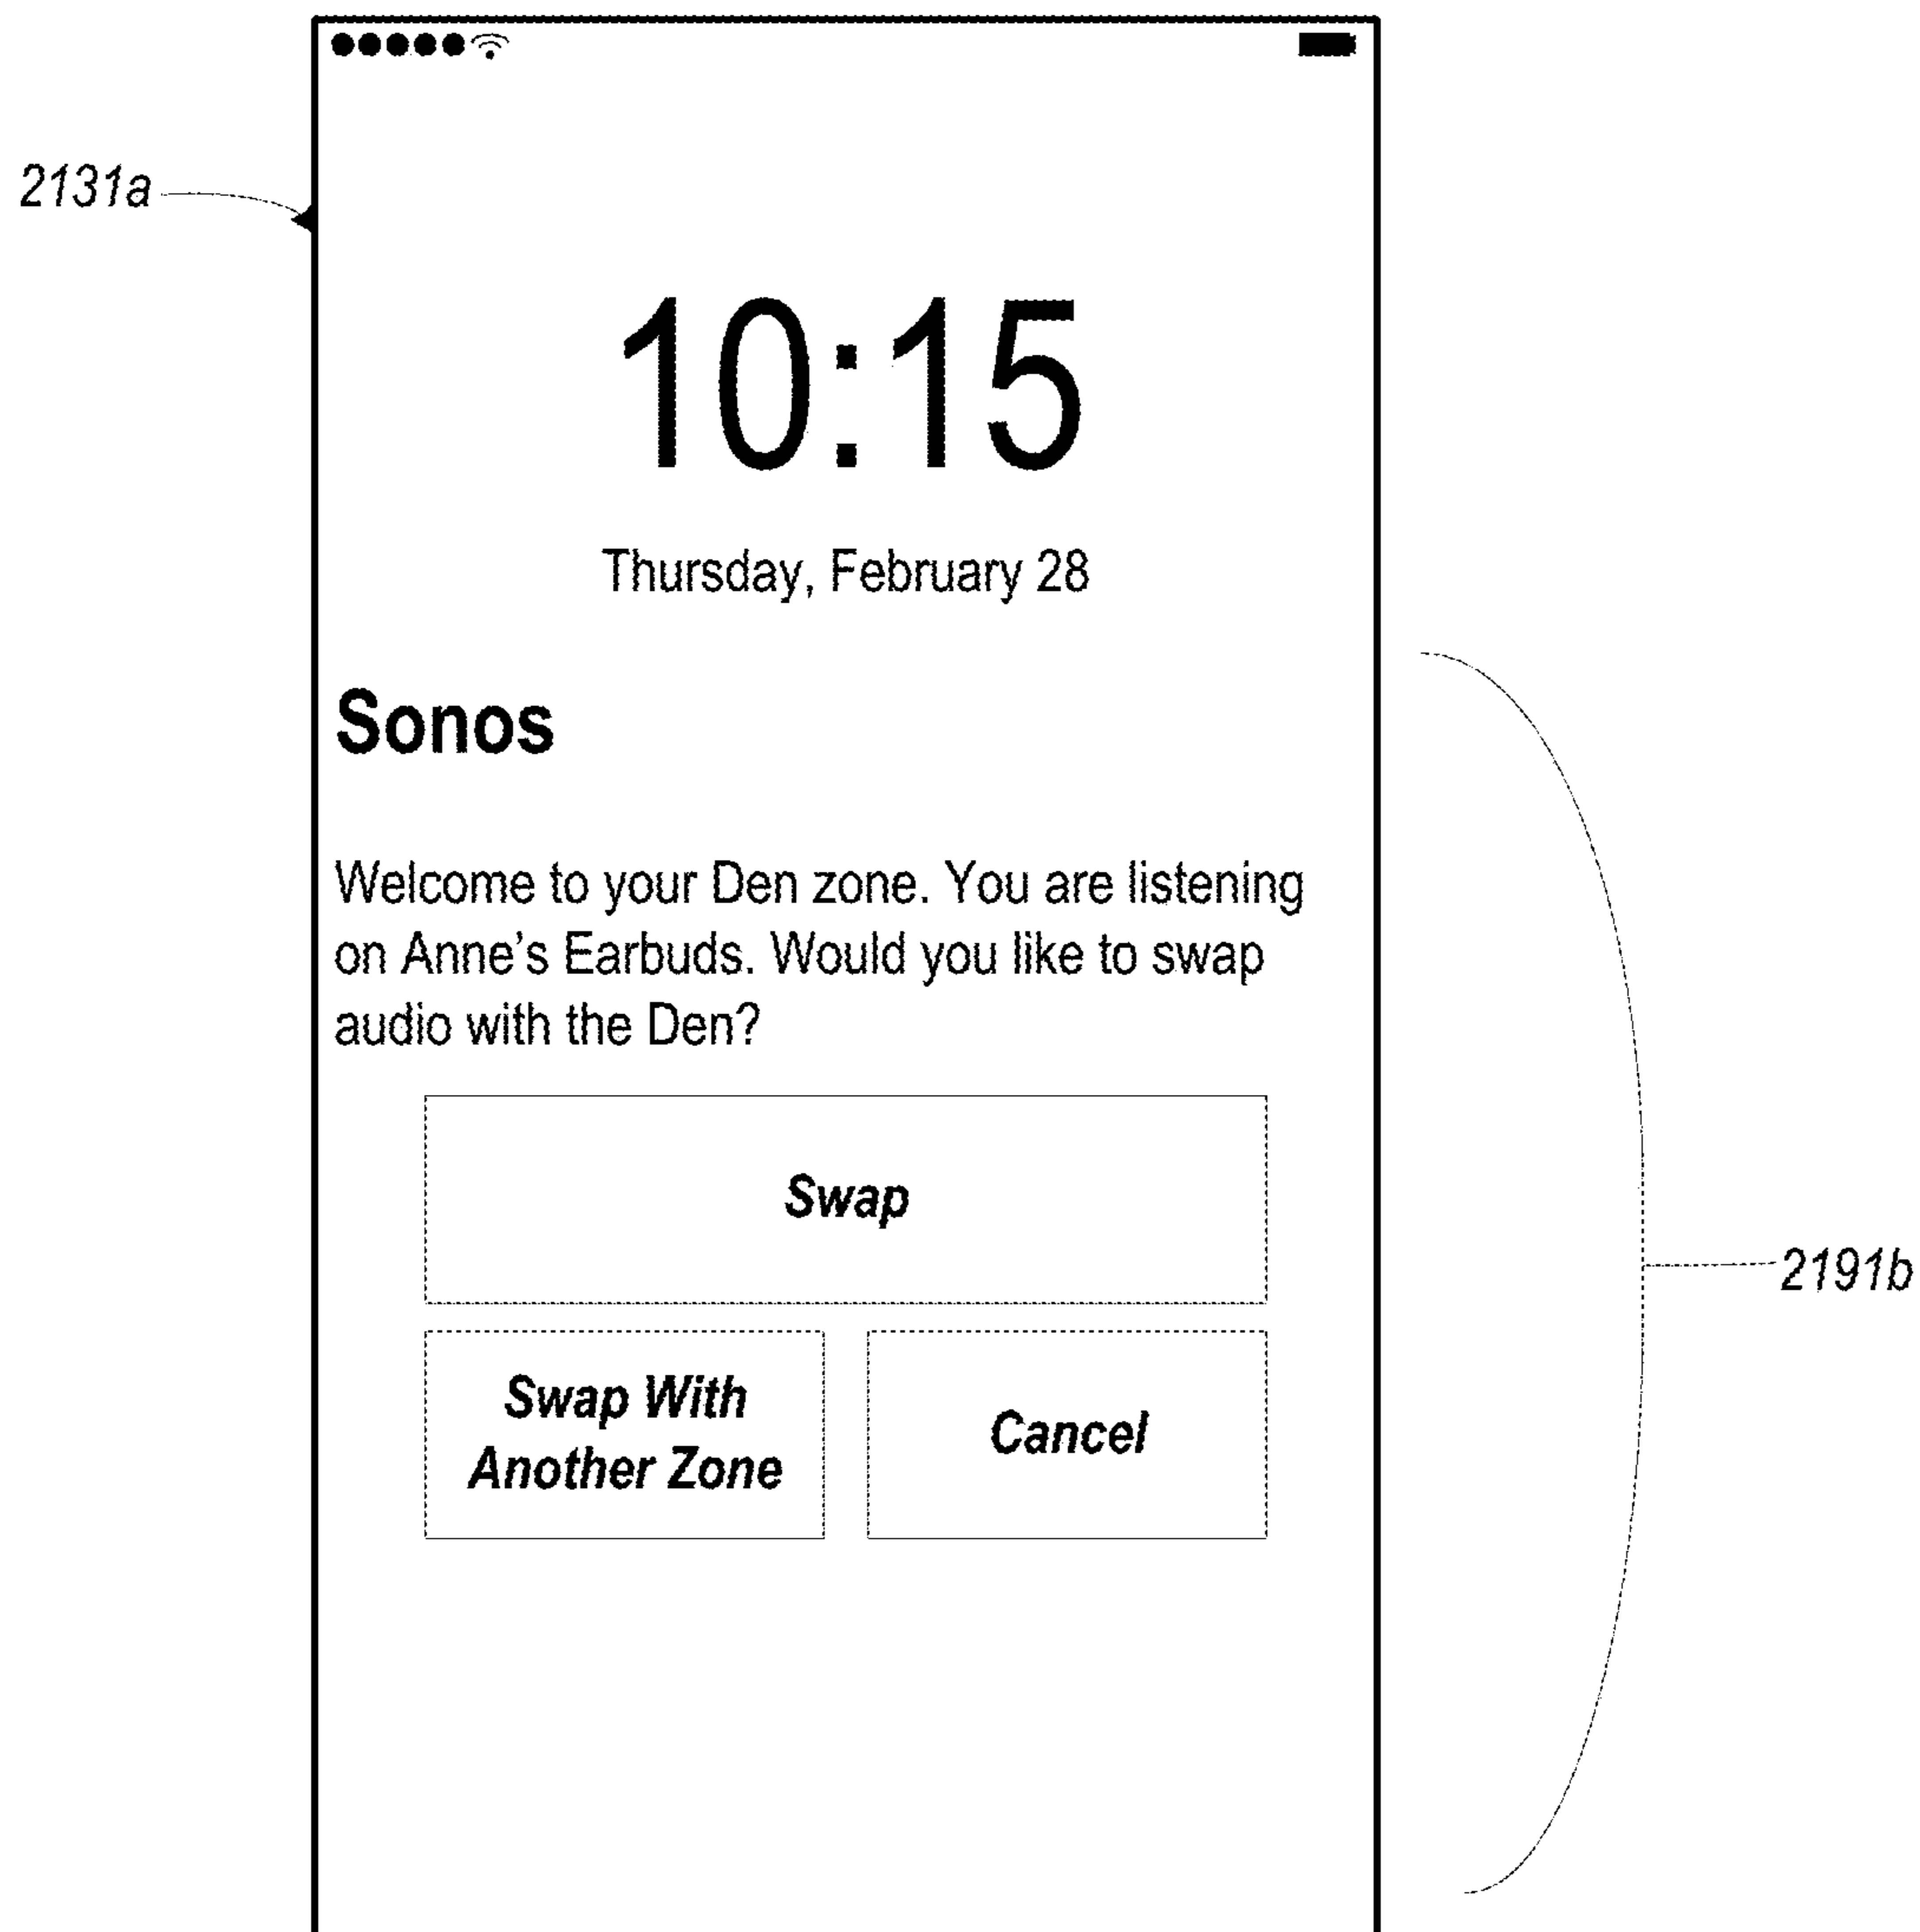 2131a
10:15
Thursday, February 28
Sonos
Welcome to your Den zone. You are listening
on Anne's Earbuds. Would you like to swap
audio with the Den?
Swap
2191b
Swap With
Another Zone
Cancel